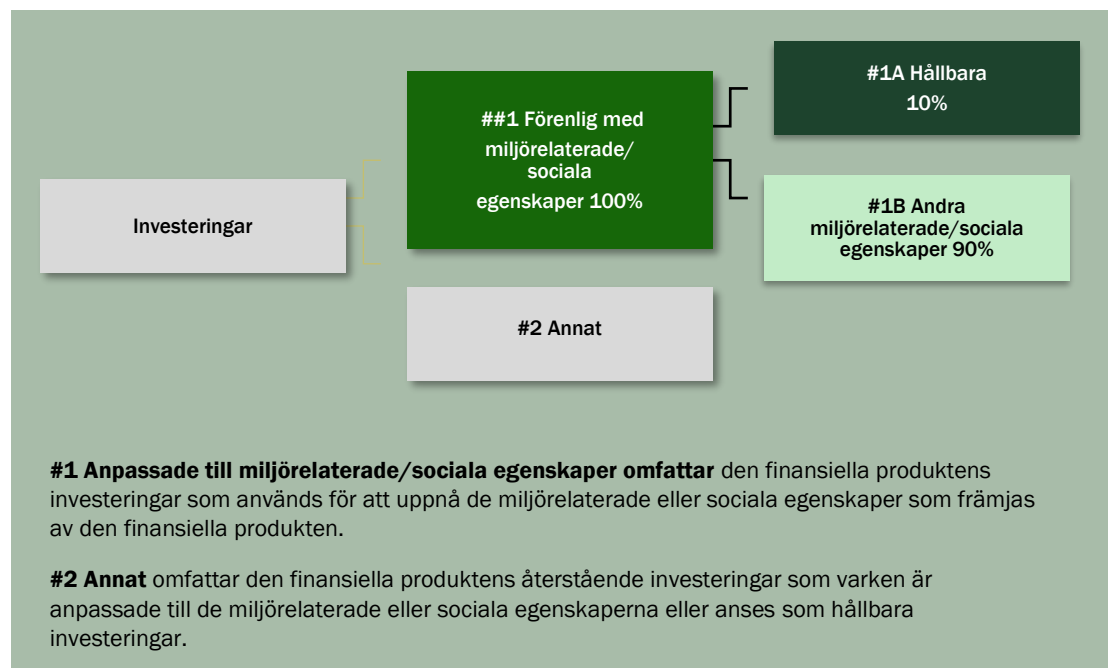 #1A Hållbara
10%
##1 Förenlig med
miljörelaterade/
sociala
egenskaper 100%
Investeringar
#1B Andra
miljörelaterade/sociala
egenskaper 90%
#2 Annat
#1 Anpassade till miljörelaterade/sociala egenskaper omfattar den finansiella produktens
investeringar som används för att uppnå de miljörelaterade eller sociala egenskaper som främjas
av den finansiella produkten.
#2 Annat omfattar den finansiella produktens återstående investeringar som varken är
anpassade till de miljörelaterade eller sociala egenskaperna eller anses som hållbara
investeringar.